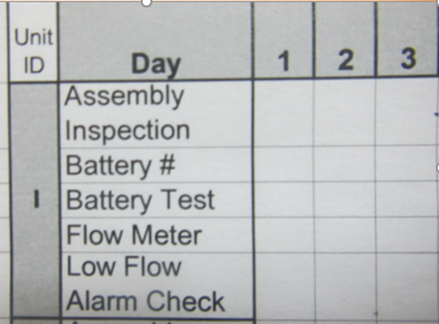 Unit
ID Day 1 2 3
Assembly
Inspection
Battery #
I Battery Test
Flow Meter
Low Flow
Alarm Check